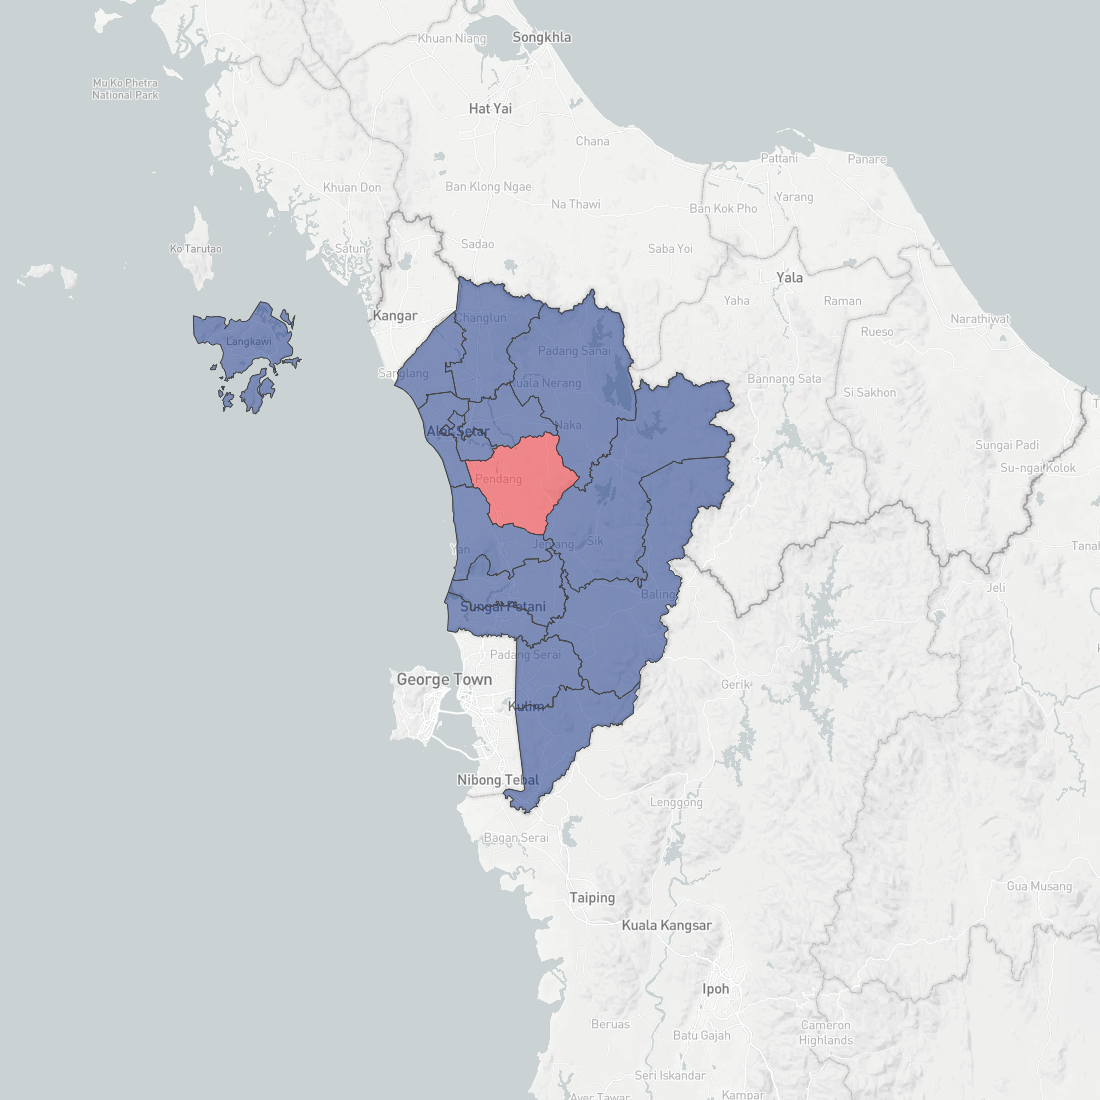 Songkhla
Khuan Niang
Mu Ko Phetra
National Park
Hat Yai
Chana
Pattani
Panare
Khuan Don
Ban Klong Ngae
Yarang
Na Thawi
Ban Kok Pho
Satun
Ko Tarutao
Sadao
Saba Yoi
Yala
Yaha
Raman
Kangar
Changlun
Narathiwat
Rueso
Langkawi
Padang Sanai
Sanglang
Kuala Nerang
Bannang Sata
Si Sakhon
Naka
Alor Setar
Sungai Padi
Su-ngai Kolok
Pendang
Jeniang
Sik
Yan
Tanah
Jeli
Baling
Sungai Petani
Padang Serai
George Town
Gerik
Kulim
Nibong Tebal
Lenggong
Bagan Serai
Gua Musang
Taiping
Kuala Kangsar
Ipoh
Beruas
Batu Gajah
Cameron
Highlands
Seri Iskandar
Ayer Tawar
Kampar